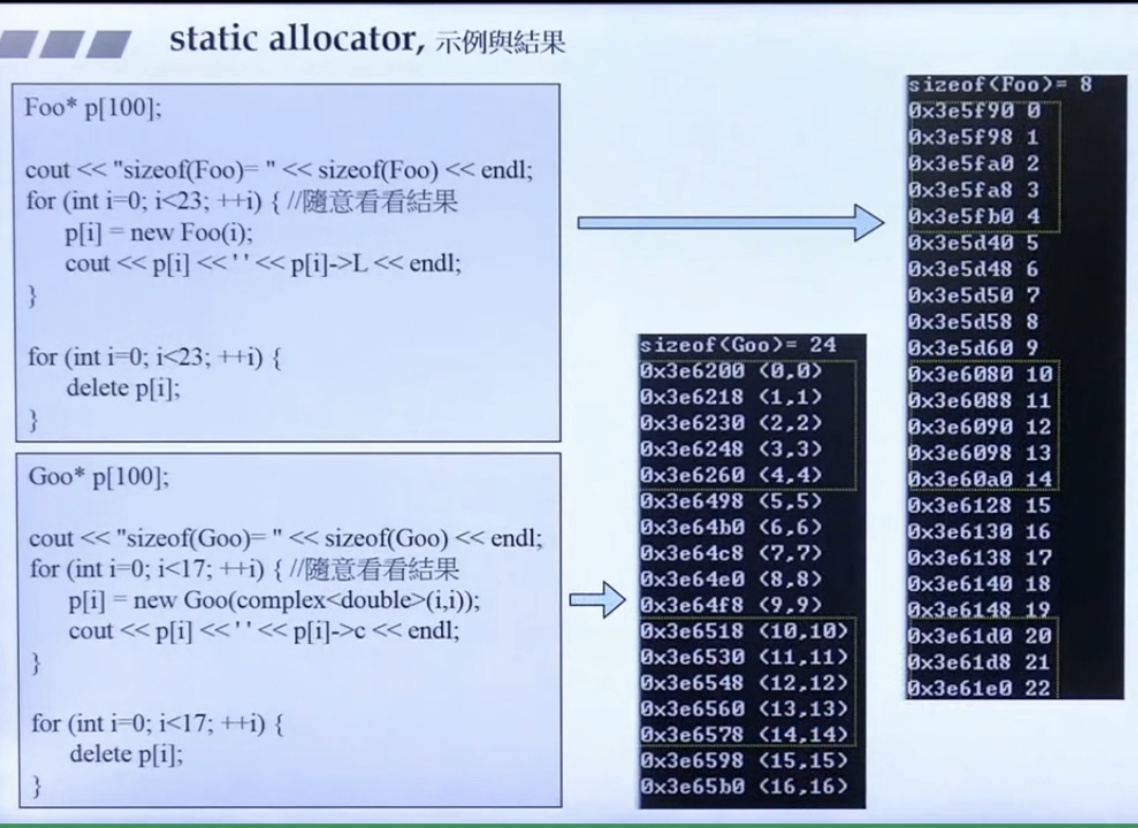 static allocator, 示例與結果
Foo* p[100];
cout << "sizeof(Foo)= " << sizeof(Foo) << endl;
for (int i=0; i<23; ++i) { //隨意看看結果
p[i] = new Foo(i);
cout << p[i] << ' ' << p[i]->L << endl;
}
for (int i=0; i<23; ++i) {
delete p[i];
}
Goo* p[100];
cout << "sizeof(Goo)= " << sizeof(Goo) << endl;
for (int i=0; i<17; ++i) { //隨意看看結果
p[i] = new Goo(complex<double>(i,i));
cout << p[i] << ' ' << p[i]->c << endl;
}
for (int i=0; i<17; ++i) {
delete p[i];
}
sizeof(Goo)= 24
0x3e6200 (0,0)
0x3e6218 (1,1)
0x3e6230 (2,2)
0x3e6248 (3,3)
0x3e6260 (4,4)
0x3e6498 (5,5)
0x3e64b0 (6,6)
0x3e64c8 (7,7)
0x3e64e0 (8,8)
0x3e64f8 (9,9)
0x3e6518 (10,10)
0x3e6530 (11,11)
0x3e6548 (12,12)
0x3e6560 (13,13)
0x3e6578 (14,14)
0x3e6598 (15,15)
0x3e65b0 (16,16)
sizeof(Foo)= 8
0x3e5f90 0
0x3e5f98 1
0x3e5fa0 2
0x3e5fa8 3
0x3e5fb0 4
0x3e5d40 5
0x3e5d48 6
0x3e5d50 7
0x3e5d58 8
0x3e5d60 9
0x3e6080 10
0x3e6088 11
0x3e6090 12
0x3e6098 13
0x3e60a0 14
0x3e6128 15
0x3e6130 16
0x3e6138 17
0x3e6140 18
0x3e6148 19
0x3e61d0 20
0x3e61d8 21
0x3e61e0 22